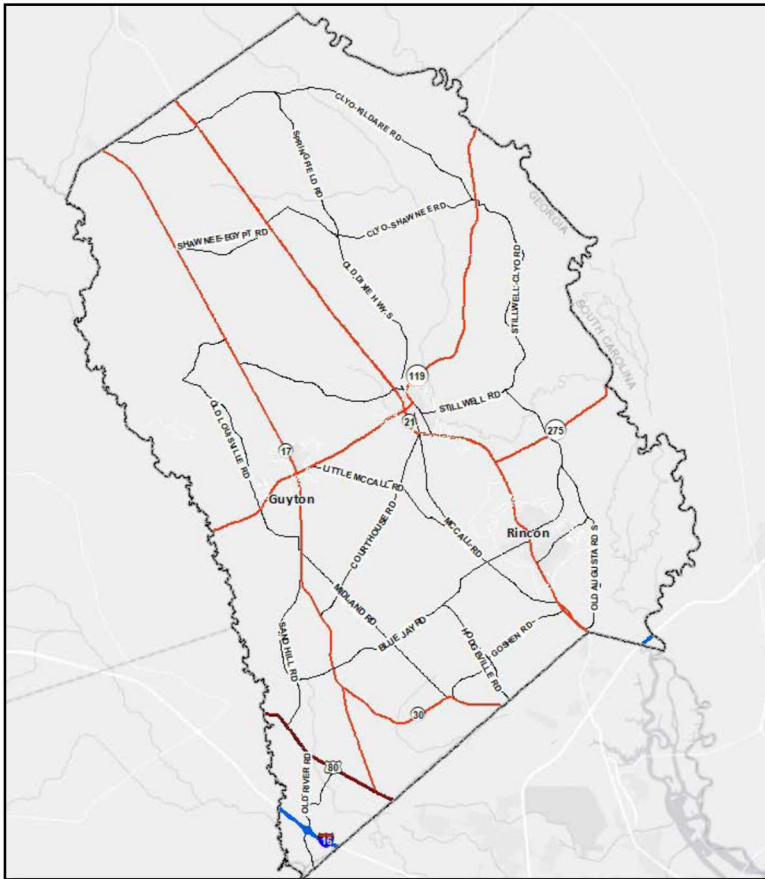 CLYO-KILDARE RD
SPRINGFIELD RD
GEORGIA
CLYO-SHAWNEE RD
SHAWNEE-EGYPT RD
STILLWELL-CLYO RD
OLD DIXIE HWY S
SOUTH CAROLINA
119
STILLWELL RD
21
275
OLD LOUISVILLE RD
17
LITTLE MCCALL RD
Guyton
COURTHOUSE RD
MCCALL RD
Rincon
OLD AUGUSTA RD S
MIDLAND RD
BLUE JAY RD
SAND HILL RD
HODGEVILLE RD
GOSHEN RD
30
OLD RIVER RD
80
16